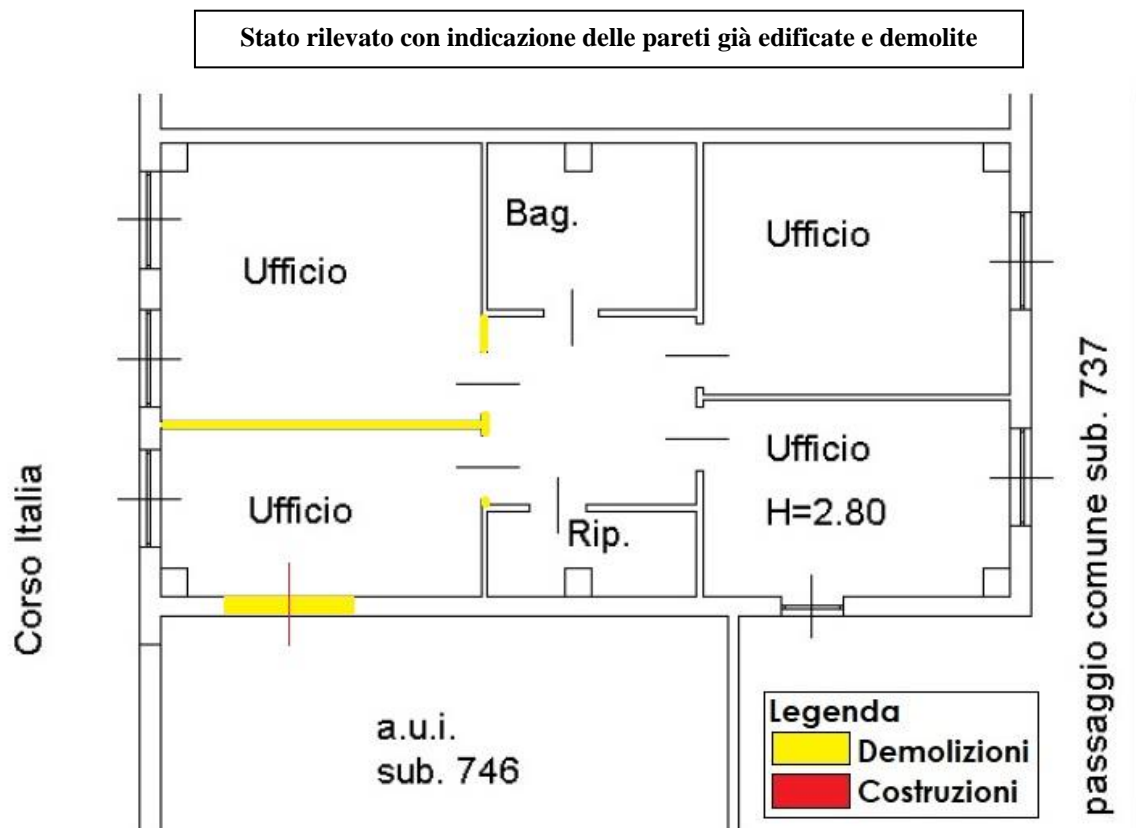 Stato rilevato con indicazione delle pareti già edificate e demolite
Bag.
Ufficio
Ufficio
Ufficio
H=2.80
Ufficio
Rip.
Corso Italia
passaggio comune sub. 737
a.u.i.
sub. 746
Legenda
Demolizioni
Costruzioni